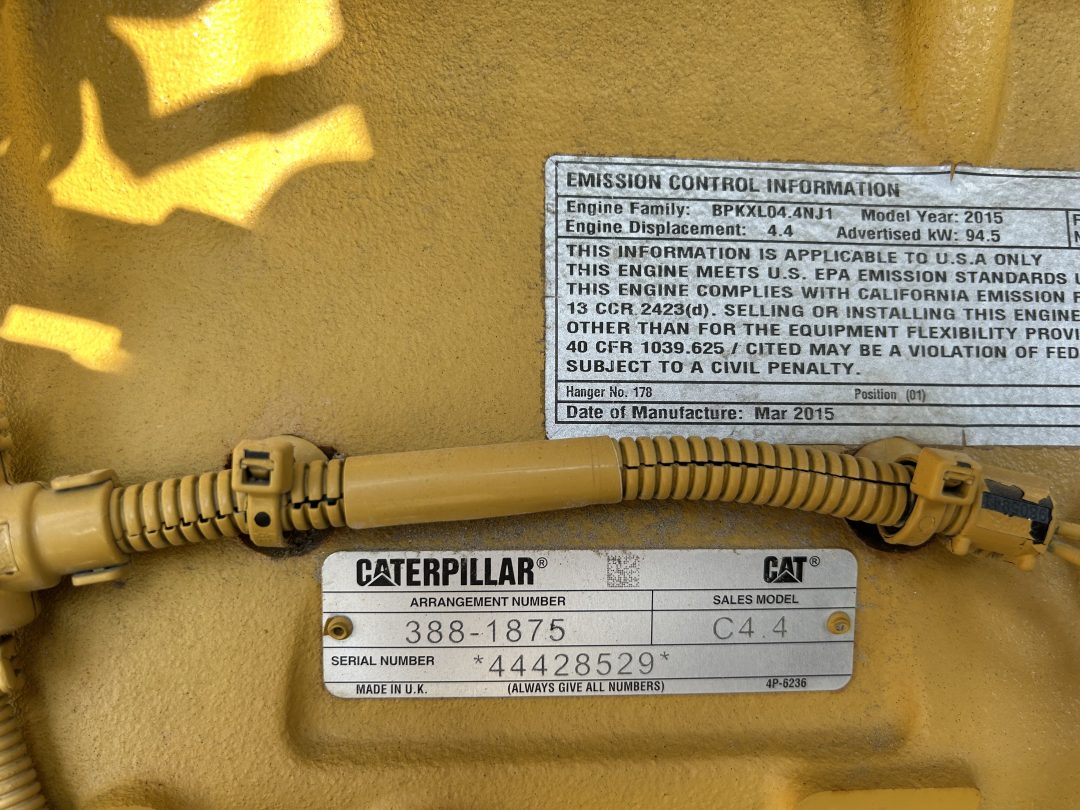 EMISSION CONTROL INFORMATION
Engine Family: BPKXL04.4NJ1 Model Year: 2015
Engine Displacement: 4.4 Advertised kW: 94.5
THIS INFORMATION IS APPLICABLE TO U.S.A ONLY
THIS ENGINE MEETS U.S. EPA EMISSION STANDARDS
THIS ENGINE COMPLIES WITH CALIFORNIA EMISSION
13 CCR 2423(d). SELLING OR INSTALLING THIS ENGINE
OTHER THAN FOR THE EQUIPMENT FLEXIBILITY PROVI
40 CFR 1039.625 / CITED MAY BE A VIOLATION OF FED
SUBJECT TO A CIVIL PENALTY.
Hanger No. 178 Position (01)
Date of Manufacture: Mar 2015
CATERPILLAR® CAT®
ARRANGEMENT NUMBER SALES MODEL
388-1875 C4.4
SERIAL NUMBER *44428529*
MADE IN U.K. (ALWAYS GIVE ALL NUMBERS) 4P-6236